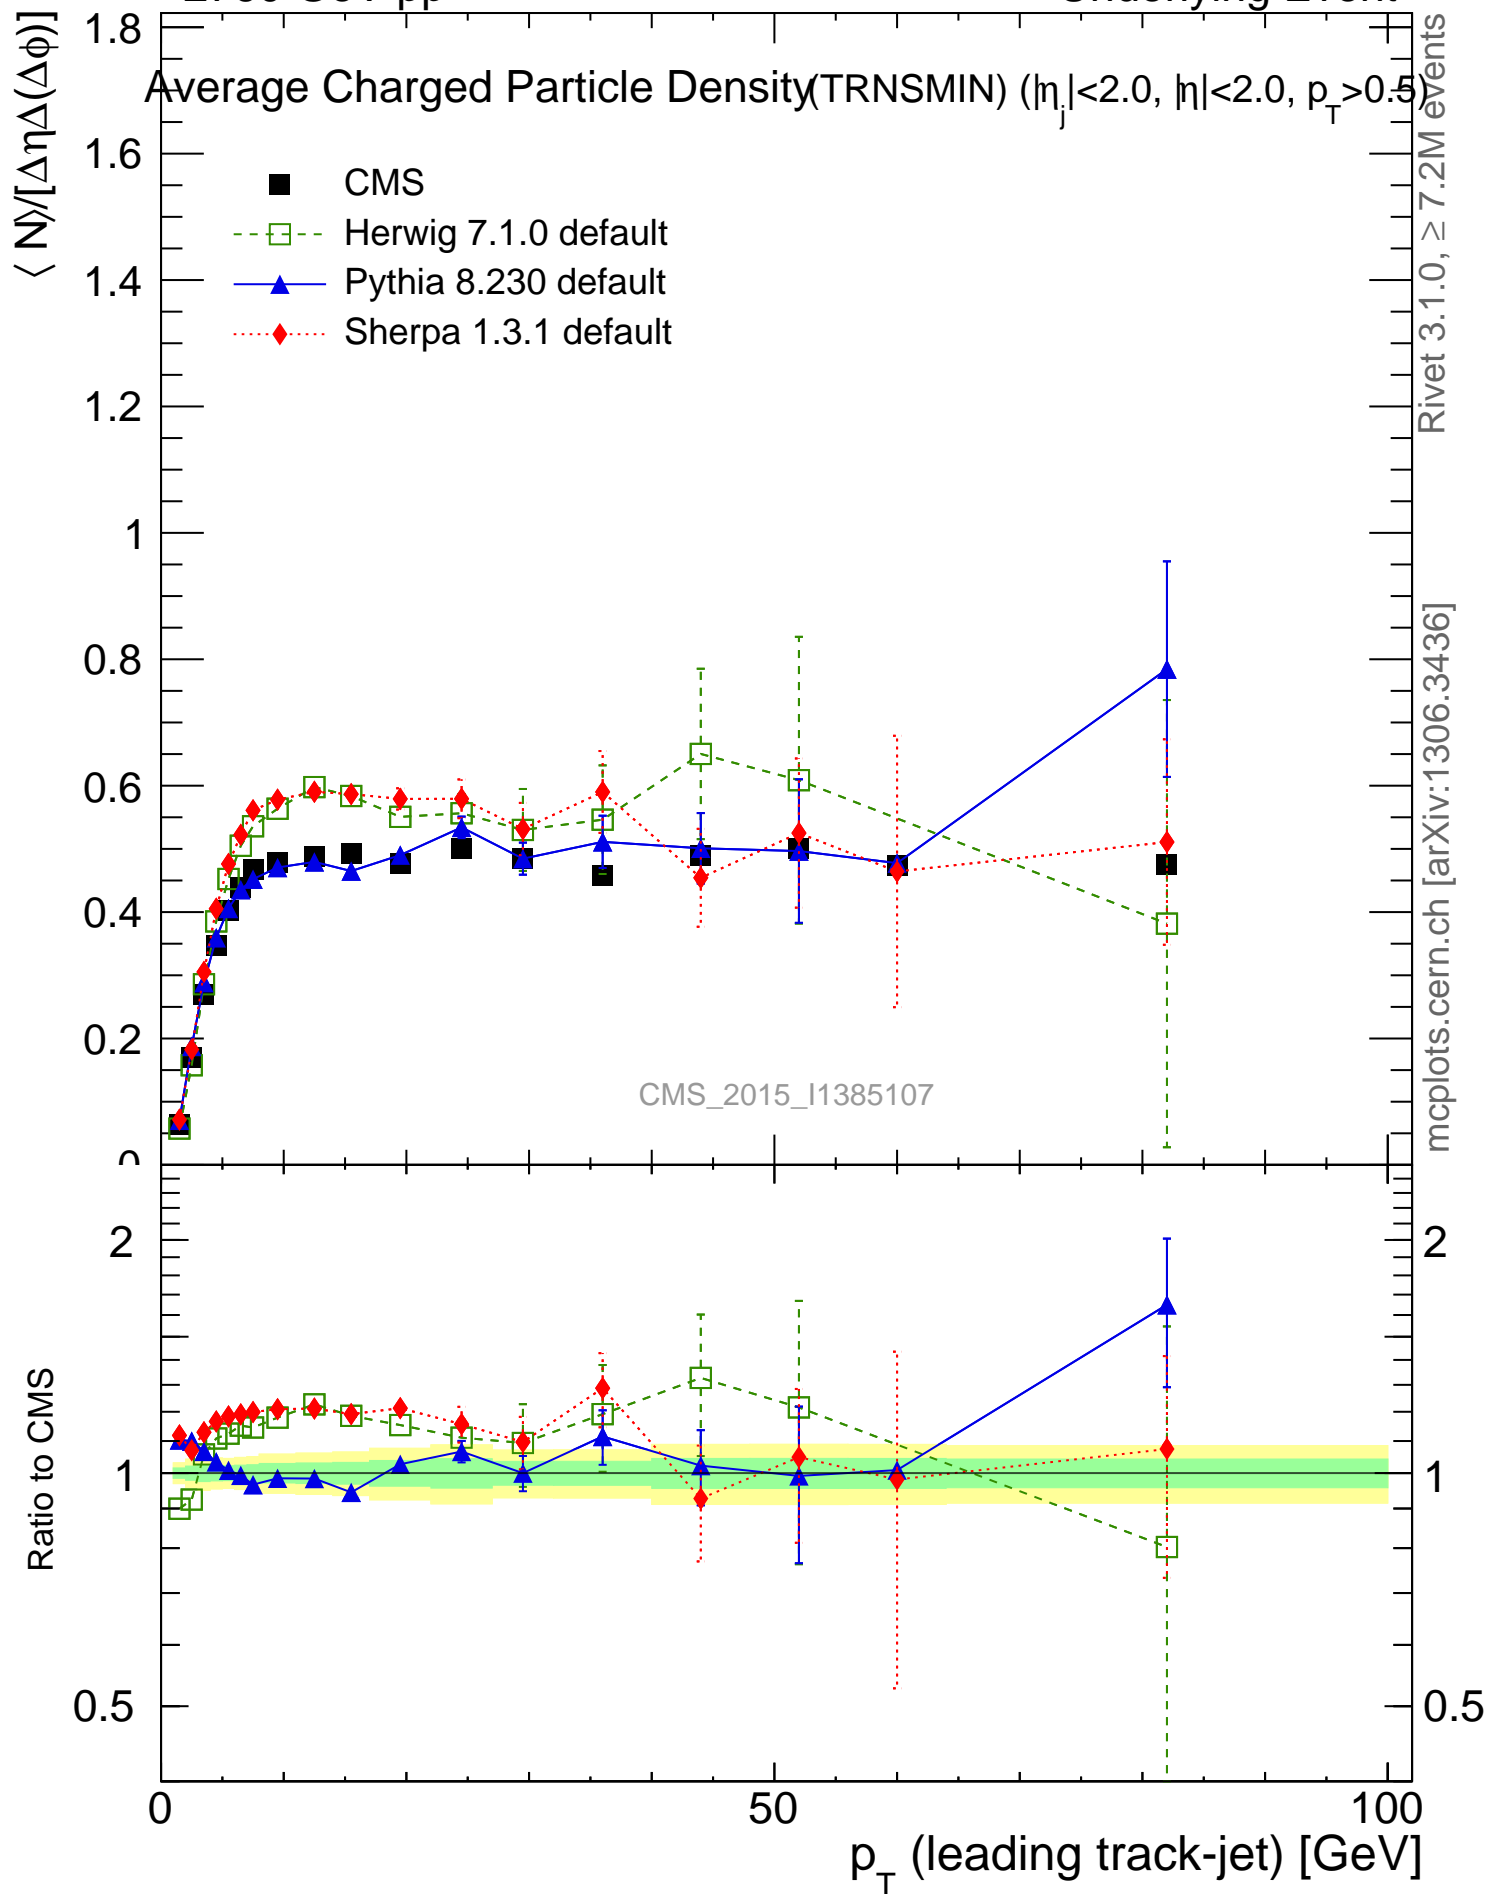 ⟨ N⟩/[ΔηΔ(Δϕ)]
Average Charged Particle Density(TRNSMIN) (|η_j|<2.0, |η|<2.0, p_T>0.5)
CMS
Herwig 7.1.0 default
Pythia 8.230 default
Sherpa 1.3.1 default
1.8
1.6
1.4
1.2
1
0.8
0.6
0.4
0.2
0
CMS_2015_I1385107
Rivet 3.1.0, ≥ 7.2M events
mcplots.cern.ch [arXiv:1306.3436]
Ratio to CMS
2
1
0.5
2
1
0.5
0
50
100
p_T (leading track-jet) [GeV]